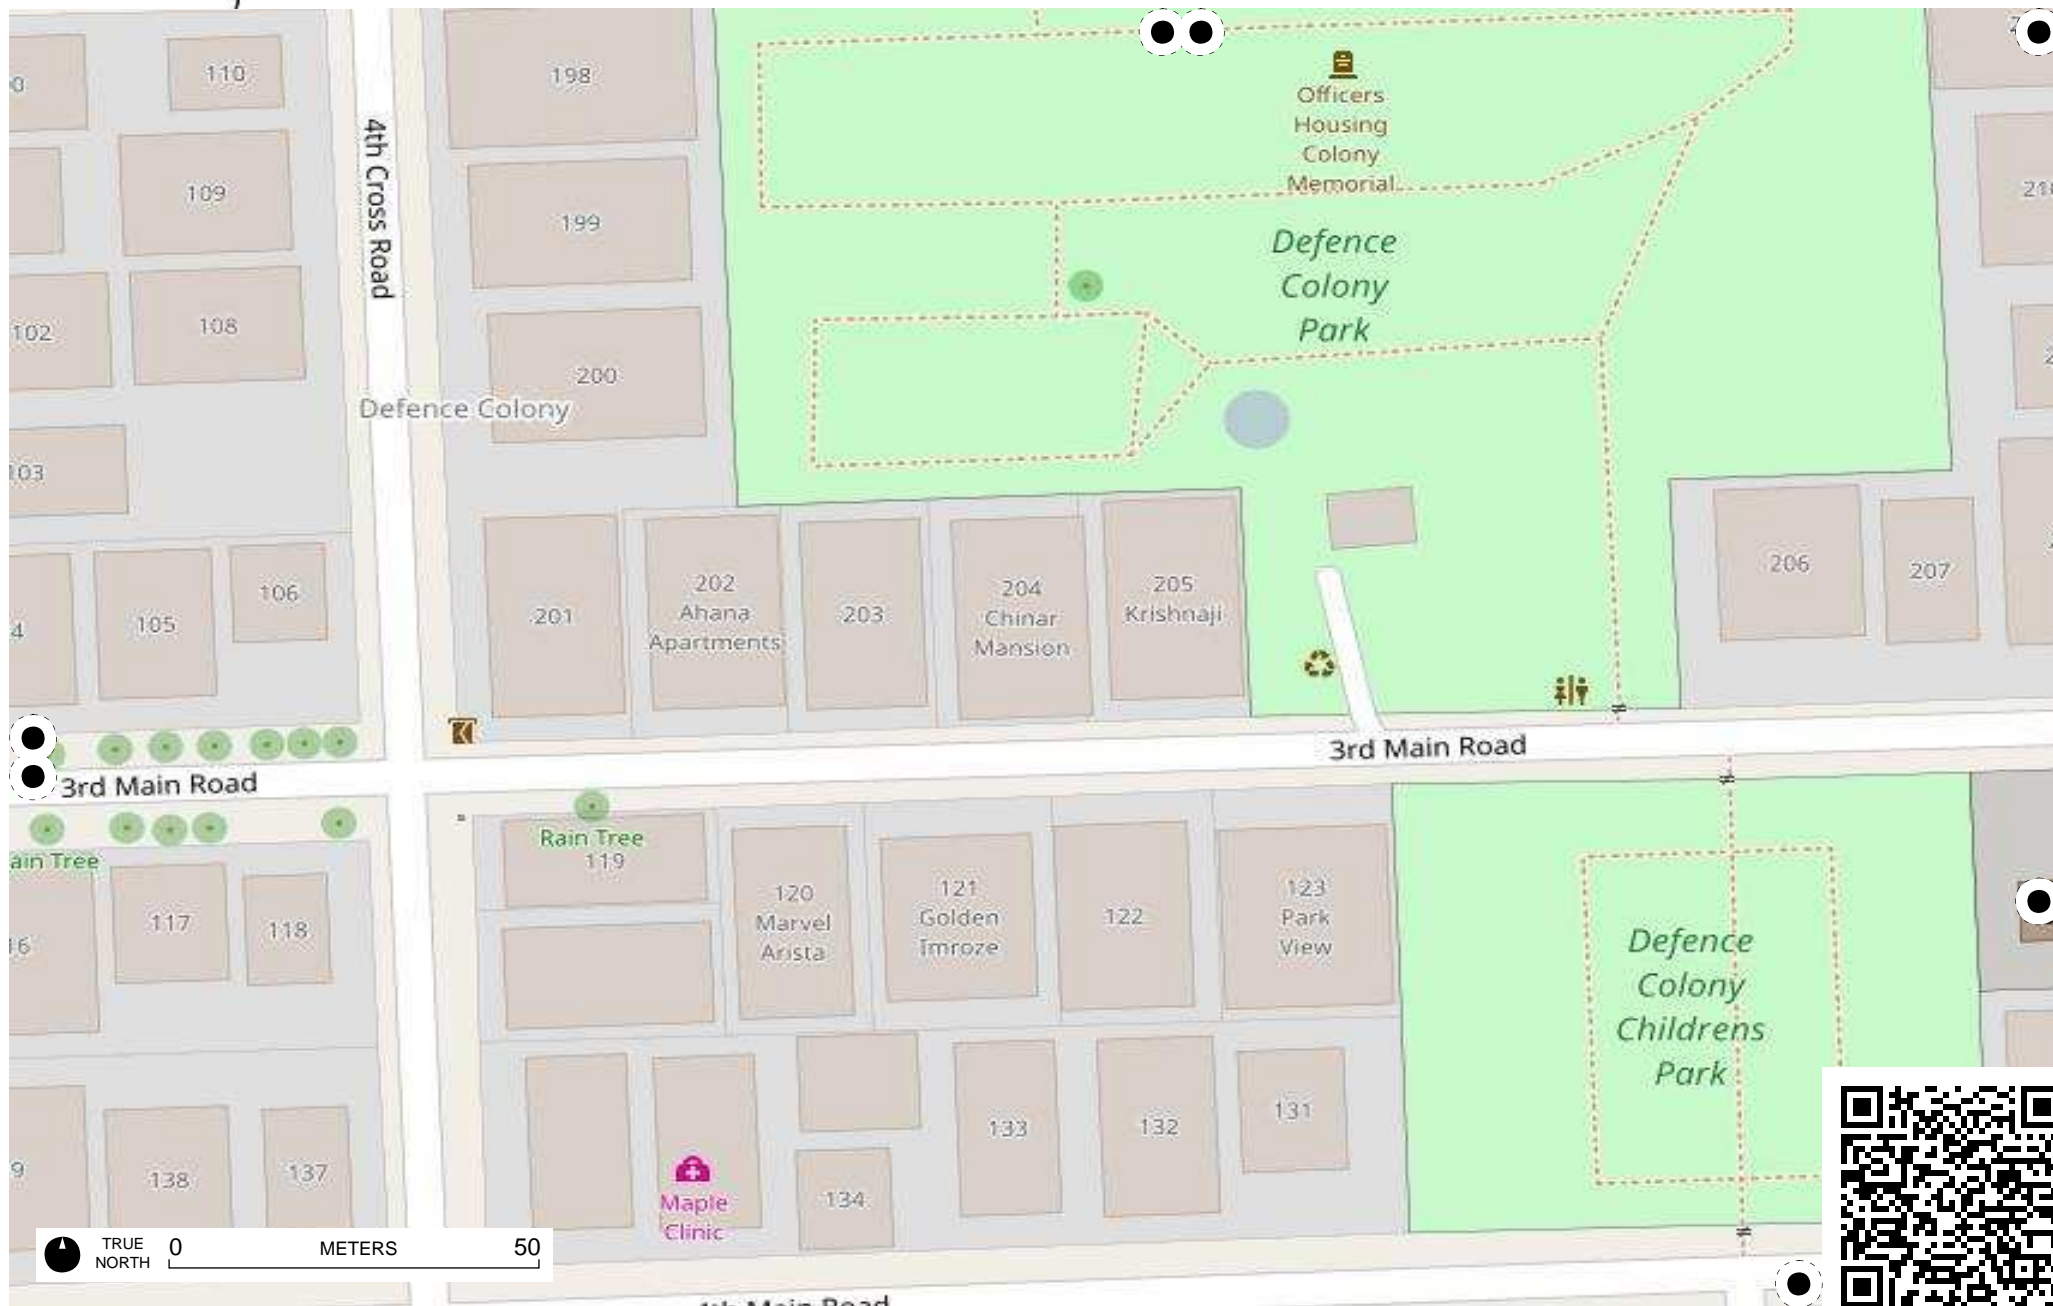 110
198
Officers
Housing
Colony
Memorial
4th Cross Road
109
199
Defence
Colony
Park
102
108
200
Defence Colony
103
106
105
201
202
Ahana
Apartments
203
204
Chinar
Mansion
205
Krishnaji
206
207
3rd Main Road
3rd Main Road
Rain Tree
119
ain Tree
117
118
120
Marvel
Arista
121
Golden
Imroze
122
123
Park
View
Defence
Colony
Childrens
Park
133
132
131
138
137
134
Maple
Clinic
TRUE
NORTH
0 METERS 50